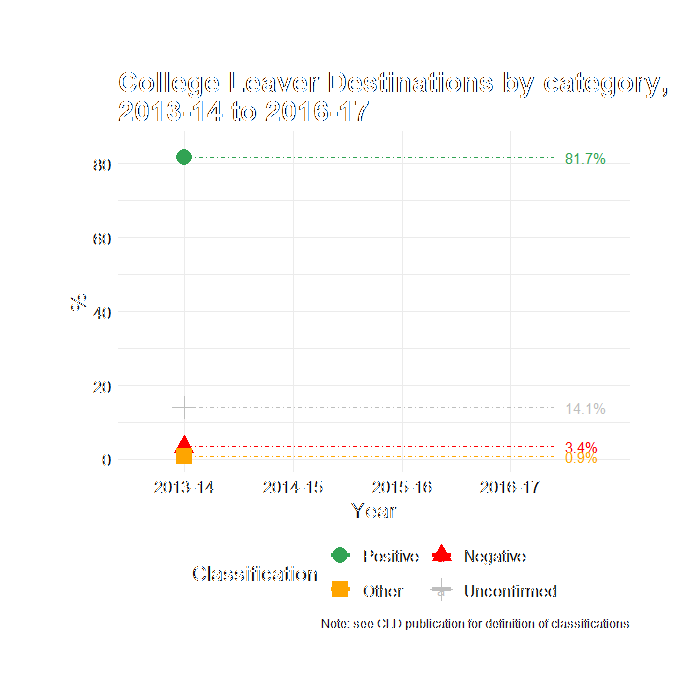 College Leaver Destinations by category,
2013-14 to 2016-17
80
60
40
20
0
%
81.7%
14.1%
3.4%
0.9%
2013-14 2014-15 2015-16 2016-17
Year
Classification
Positive Negative
Other Unconfirmed
Note: see CLD publication for definition of classifications